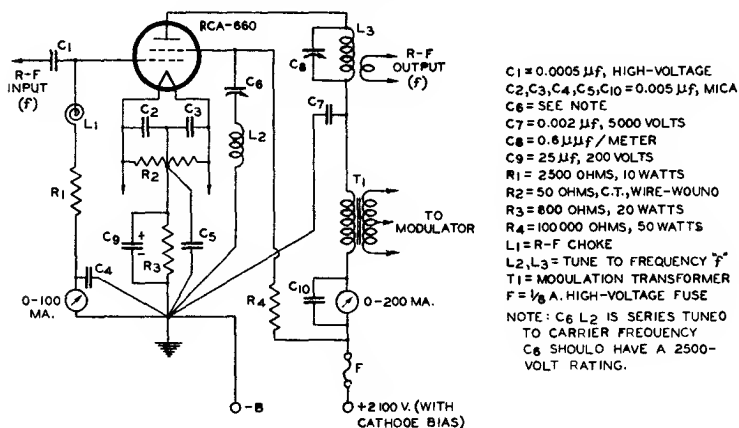 RCA-660
L3
C1
C8
R-F
OUTPUT
(f)
R-F
INPUT
(f)
C6
C2
C3
C7
L1
L2
R2
T1
R1
TO
MODULATOR
C9
+
-
R3
C5
C4
R4
C10
0-200 MA.
0-100
MA.
F
-B
+2100 V. (WITH
CATHODE BIAS)
C1=0.0005 µf, HIGH-VOLTAGE
C2,C3,C4,C5,C10=0.005 µf, MICA
C6= SEE NOTE
C7=0.002 µf, 5000 VOLTS
C8=0.6 µµf/METER
C9=25 µf, 200 VOLTS
R1=2500 OHMS, 10 WATTS
R2=50 OHMS, C.T., WIRE-WOUND
R3=800 OHMS, 20 WATTS
R4=100000 OHMS, 50 WATTS
L1=R-F CHOKE
L2,L3=TUNE TO FREQUENCY "f"
T1=MODULATION TRANSFORMER
F=1/8 A. HIGH-VOLTAGE FUSE
NOTE: C6 L2 IS SERIES TUNED
TO CARRIER FREQUENCY
C6 SHOULD HAVE A 2500-
VOLT RATING.